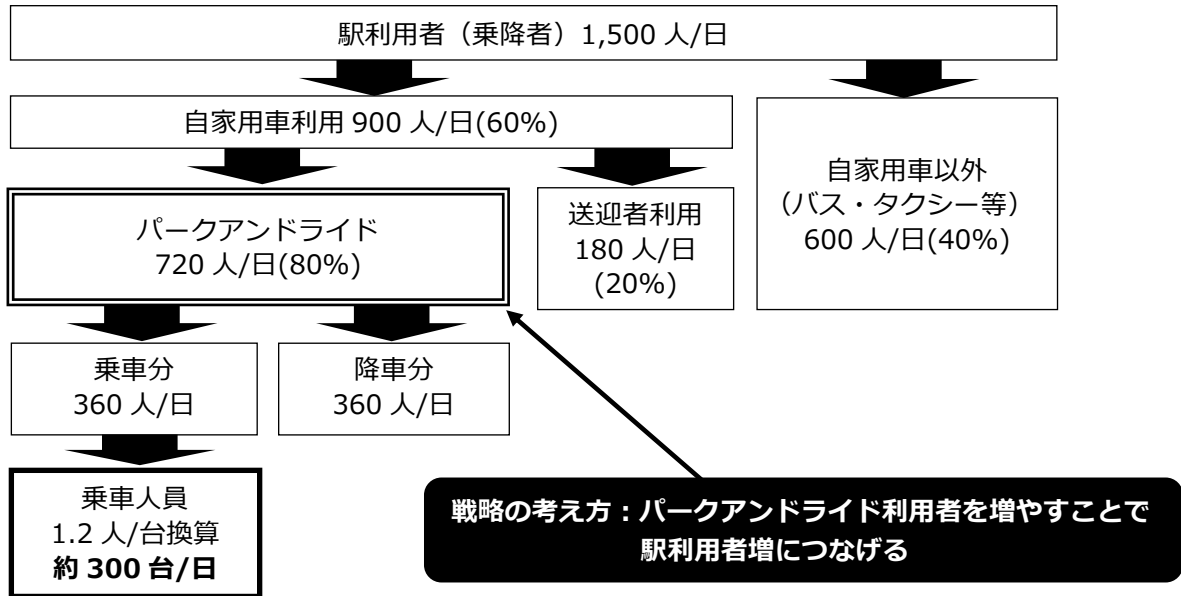 駅利用者（乗降者）1,500 人/日
自家用車利用 900 人/日(60%)
自家用車以外
（バス・タクシー等）
600 人/日(40%)
パークアンドライド
720 人/日(80%)
送迎者利用
180 人/日
(20%)
乗車分
360 人/日
降車分
360 人/日
乗車人員
1.2 人/台換算
約 300 台/日
戦略の考え方：パークアンドライド利用者を増やすことで
駅利用者増につなげる